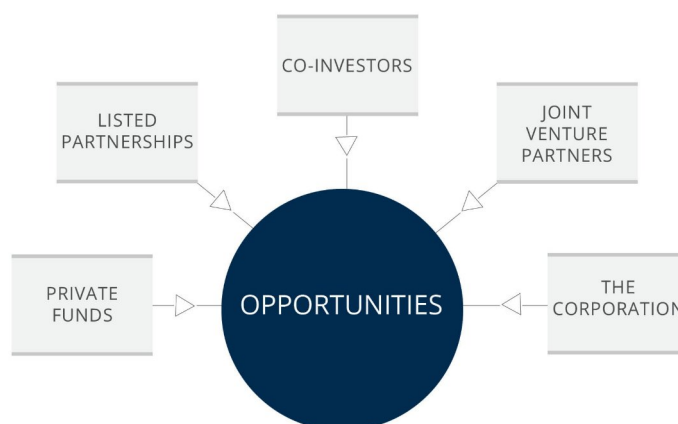 CO-INVESTORS
LISTED
PARTNERSHIPS
JOINT
VENTURE
PARTNERS
PRIVATE
FUNDS
OPPORTUNITIES
THE
CORPORATION